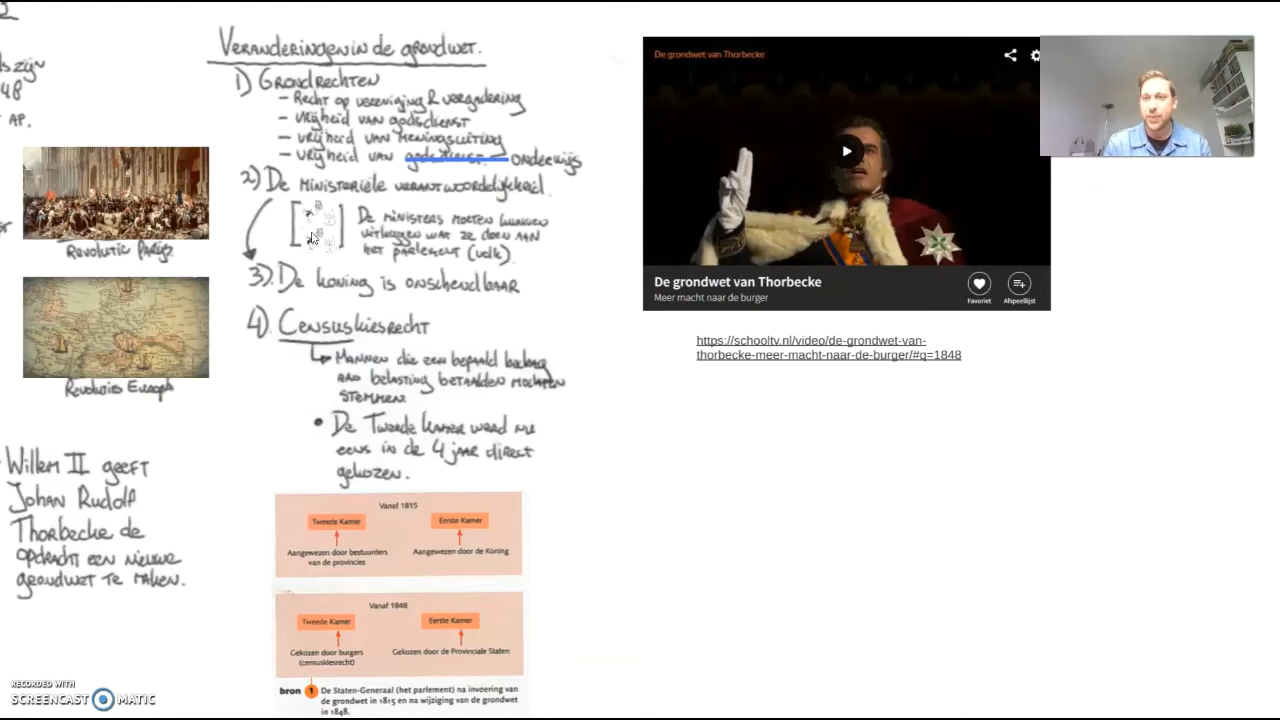 ds zijn
48
AP.
Revolutie Parijs
Revoluties Europa
Willem II geeft
Johan Rudolf
Thorbecke de
opdracht een nieuwe
grondwet te maken.
Veranderingen in de grondwet.
1) Grondrechten
- Recht op vereniging & vergadering
- vrijheid van godsdienst
- vrijheid van meningsuiting
- vrijheid van godsdienst. onderwijs
2) De Ministeriële verantwoordelijkheid.
De ministers moeten kunnen
uitleggen wat ze doen aan
het parlement (volk).
3). De koning is onschendbaar
4). Censuskiesrecht
Mannen die een bepaald bedrag
aan belasting betaalden mochten
stemmen.
• De Tweede Kamer werd nu
eens in de 4 jaar direct
gekozen.
Vanaf 1815
Tweede Kamer
Eerste Kamer
Aangewezen door bestuurders
van de provincies
Aangewezen door de Koning
Vanaf 1848
Tweede Kamer
Eerste Kamer
Gekozen door burgers
(censuskiesrecht)
Gekozen door de Provinciale Staten
bron 1 De Staten-Generaal (het parlement) na invoering van
de grondwet in 1815 en na wijziging van de grondwet
in 1848.
De grondwet van Thorbecke
De grondwet van Thorbecke
Meer macht naar de burger
Favoriet
Afspeellijst
https://schooltv.nl/video/de-grondwet-van-
thorbecke-meer-macht-naar-de-burger/#q=1848
RECORDED WITH
SCREENCAST MATIC